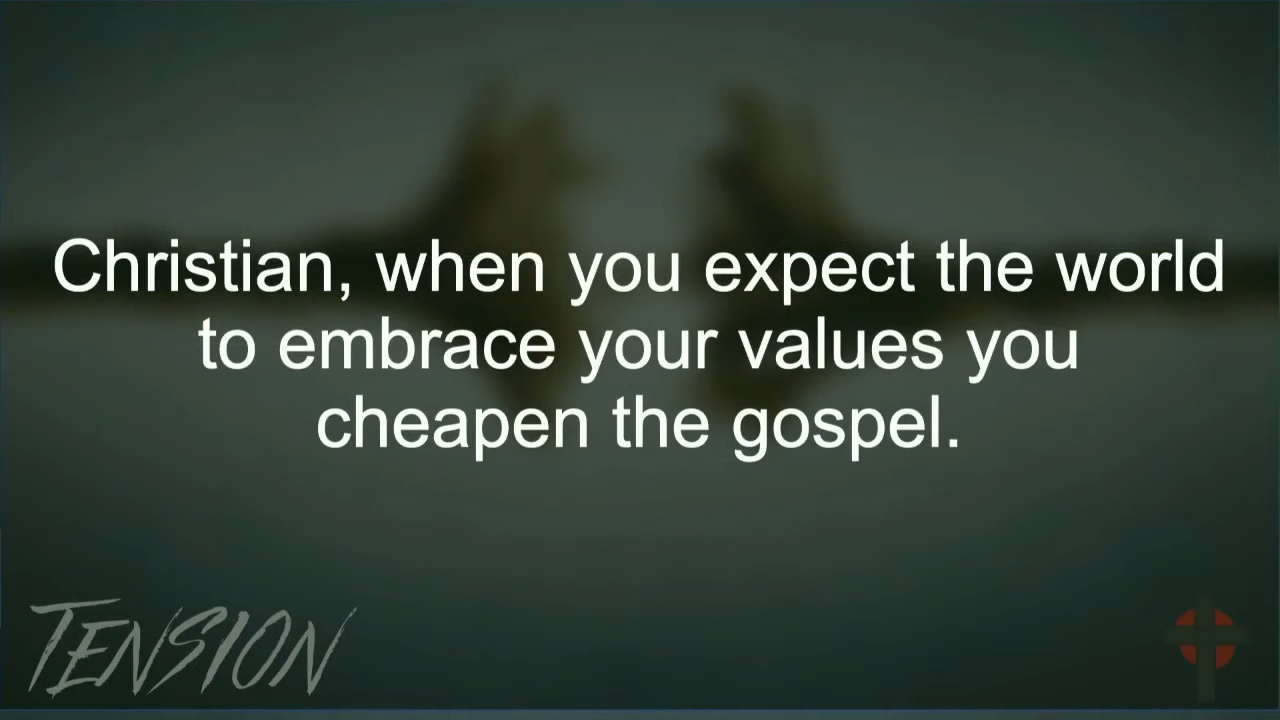 Christian, when you expect the world
to embrace your values you
cheapen the gospel.
TENSION